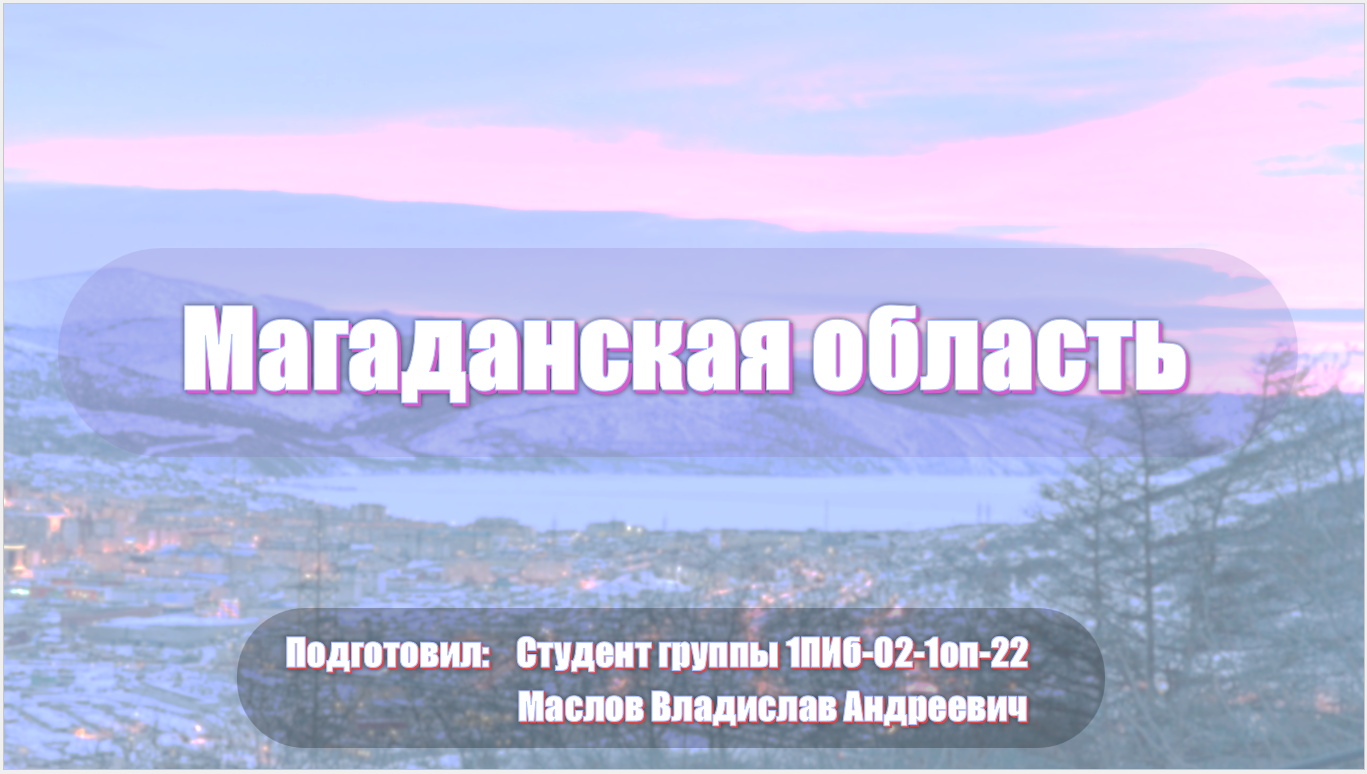 Магаданская область
Подготовил: Студент группы 1ПИб-02-1оп-22
Маслов Владислав Андреевич